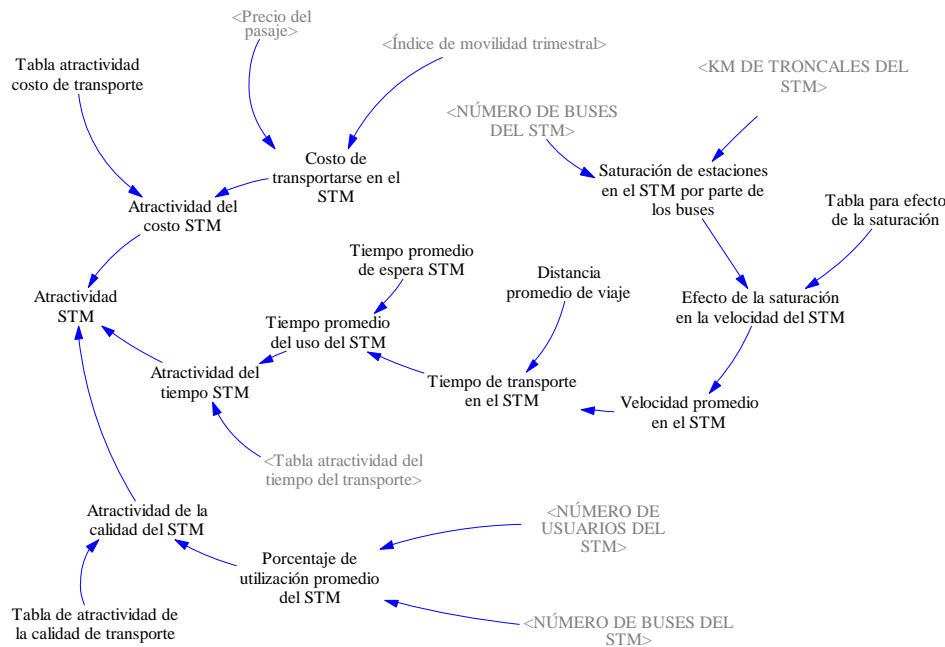 <Precio del
pasaje>
<Índice de movilidad trimestral>
Tabla atractividad
costo de transporte
<KM DE TRONCALES DEL
STM>
<NÚMERO DE BUSES
DEL STM>
Costo de
transportarse en el
STM
Saturación de estaciones
en el STM por parte de
los buses
Tabla para efecto
de la saturación
Atractividad del
costo STM
Tiempo promedio
de espera STM
Distancia
promedio de viaje
Atractividad
STM
Efecto de la saturación
en la velocidad del STM
Tiempo promedio
del uso del STM
Atractividad del
tiempo STM
Tiempo de transporte
en el STM
Velocidad promedio
en el STM
<Tabla atractividad del
tiempo del transporte>
Atractividad de la
calidad del STM
<NÚMERO DE
USUARIOS DEL
STM>
Porcentaje de
utilización promedio
del STM
Tabla de atractividad de
la calidad de transporte
<NÚMERO DE BUSES DEL
STM>